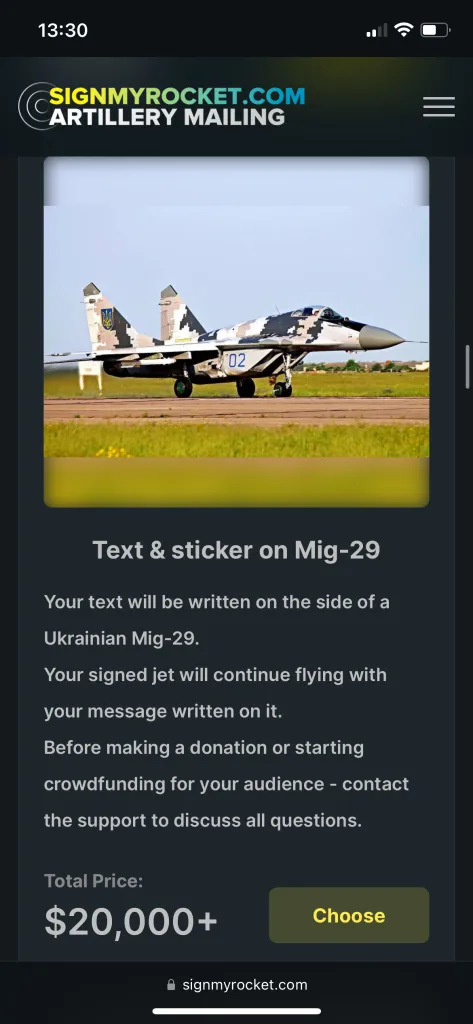 13:30
SIGNMYROCKET.COM
ARTILLERY MAILING
02
Text & sticker on Mig-29
Your text will be written on the side of a
Ukrainian Mig-29.
Your signed jet will continue flying with
your message written on it.
Before making a donation or starting
crowdfunding for your audience - contact
the support to discuss all questions.
Total Price:
$20,000+
Choose
signmyrocket.com